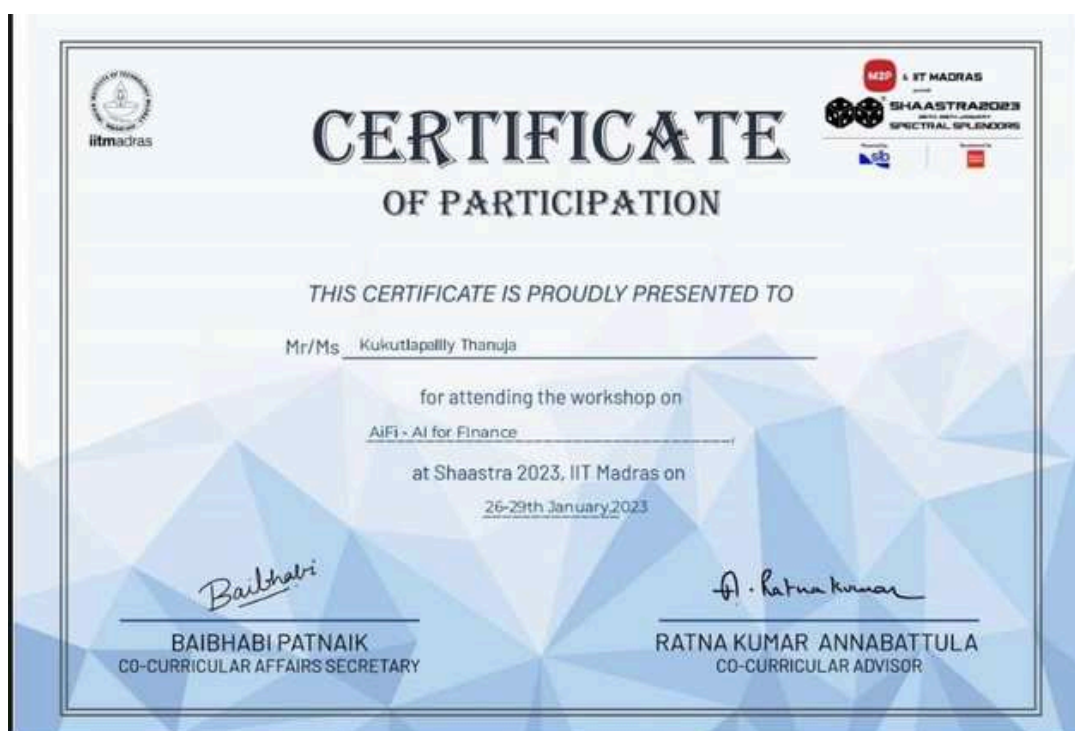 iitmadras
M2P & IIT MADRAS
SHAASTRA2023
SPECTRAL SPLENDORS
sib
CERTIFICATE
OF PARTICIPATION
THIS CERTIFICATE IS PROUDLY PRESENTED TO
Mr/Ms Kukutlapallly Thanuja
for attending the workshop on
AiFi - AI for FInance
at Shaastra 2023, IIT Madras on
26-29th January,2023
Baibhabi
A. Ratna Kumar
BAIBHABI PATNAIK
RATNA KUMAR ANNABATTULA
CO-CURRICULAR AFFAIRS SECRETARY
CO-CURRICULAR ADVISOR